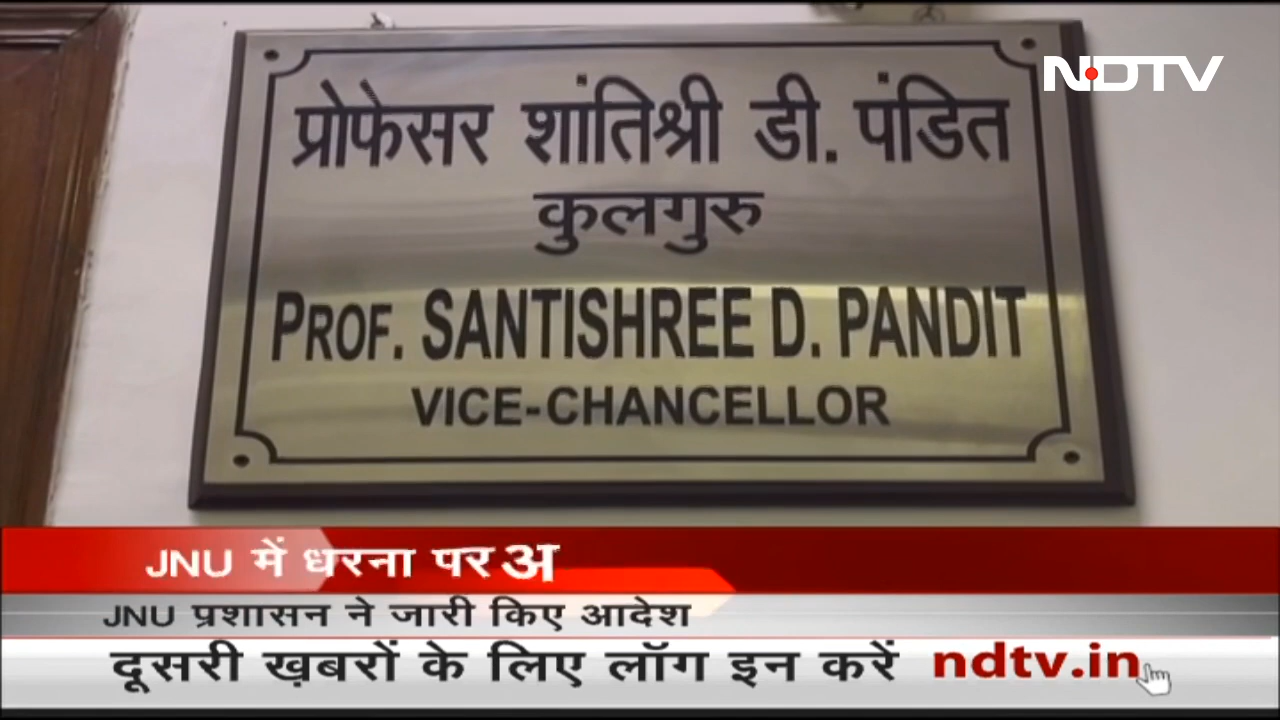 NDTV
प्रोफेसर शांतिश्री डी. पंडित
कुलगुरु
PROF. SANTISHREE D. PANDIT
VICE-CHANCELLOR
JNU में धरना पर अ
JNU प्रशासन ने जारी किए आदेश
दूसरी ख़बरों के लिए लॉग इन करें ndtv.in